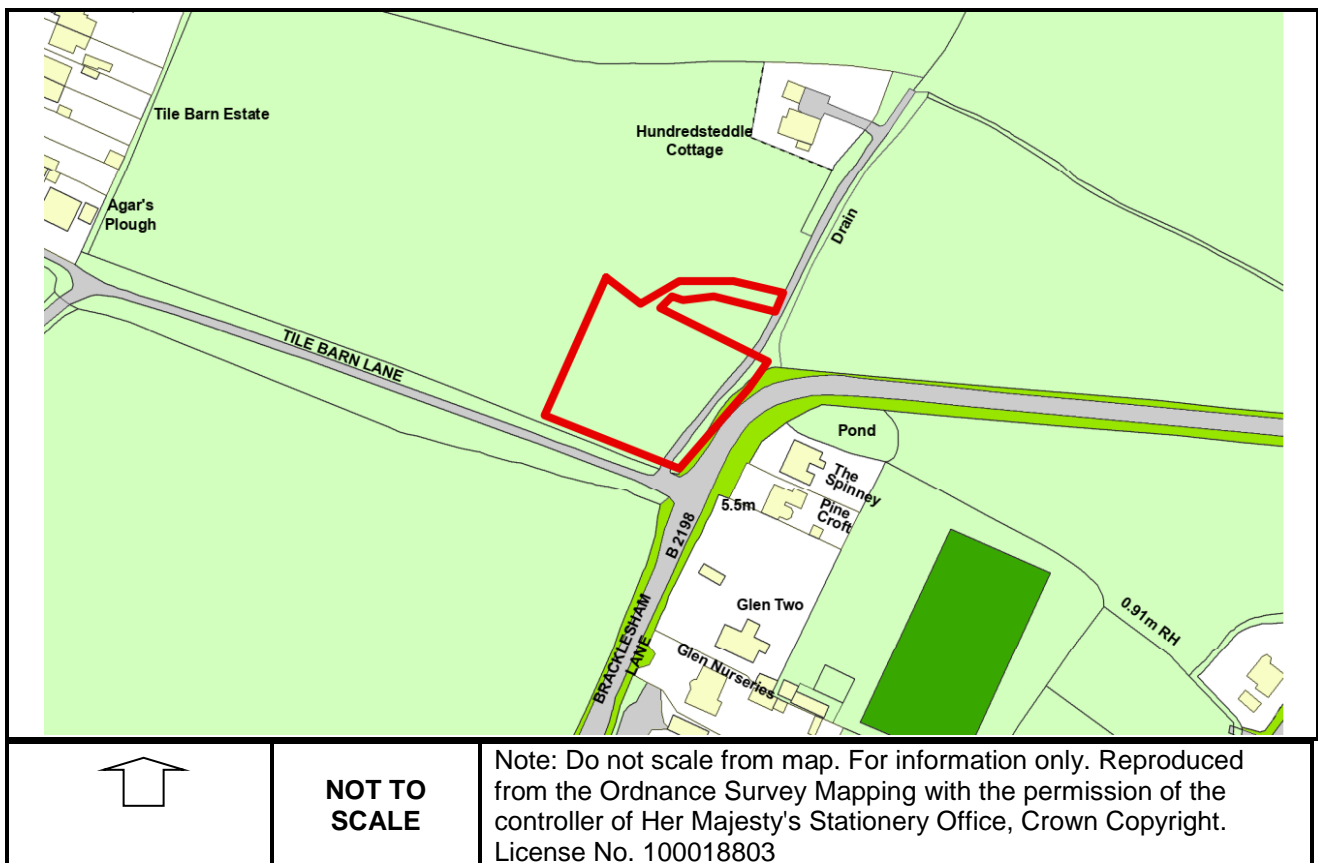 Tile Barn Estate
Hundredsteddle
Cottage
Agar's
Plough
Drain
TILE BARN LANE
Pond
The
Spinney
5.5m
Pine
Croft
B 2198
Glen Two
0.91m RH
BRACKLESHAM
LANE
Glen Nurseries
NOT TO
SCALE
Note: Do not scale from map. For information only. Reproduced
from the Ordnance Survey Mapping with the permission of the
controller of Her Majesty's Stationery Office, Crown Copyright.
License No. 100018803